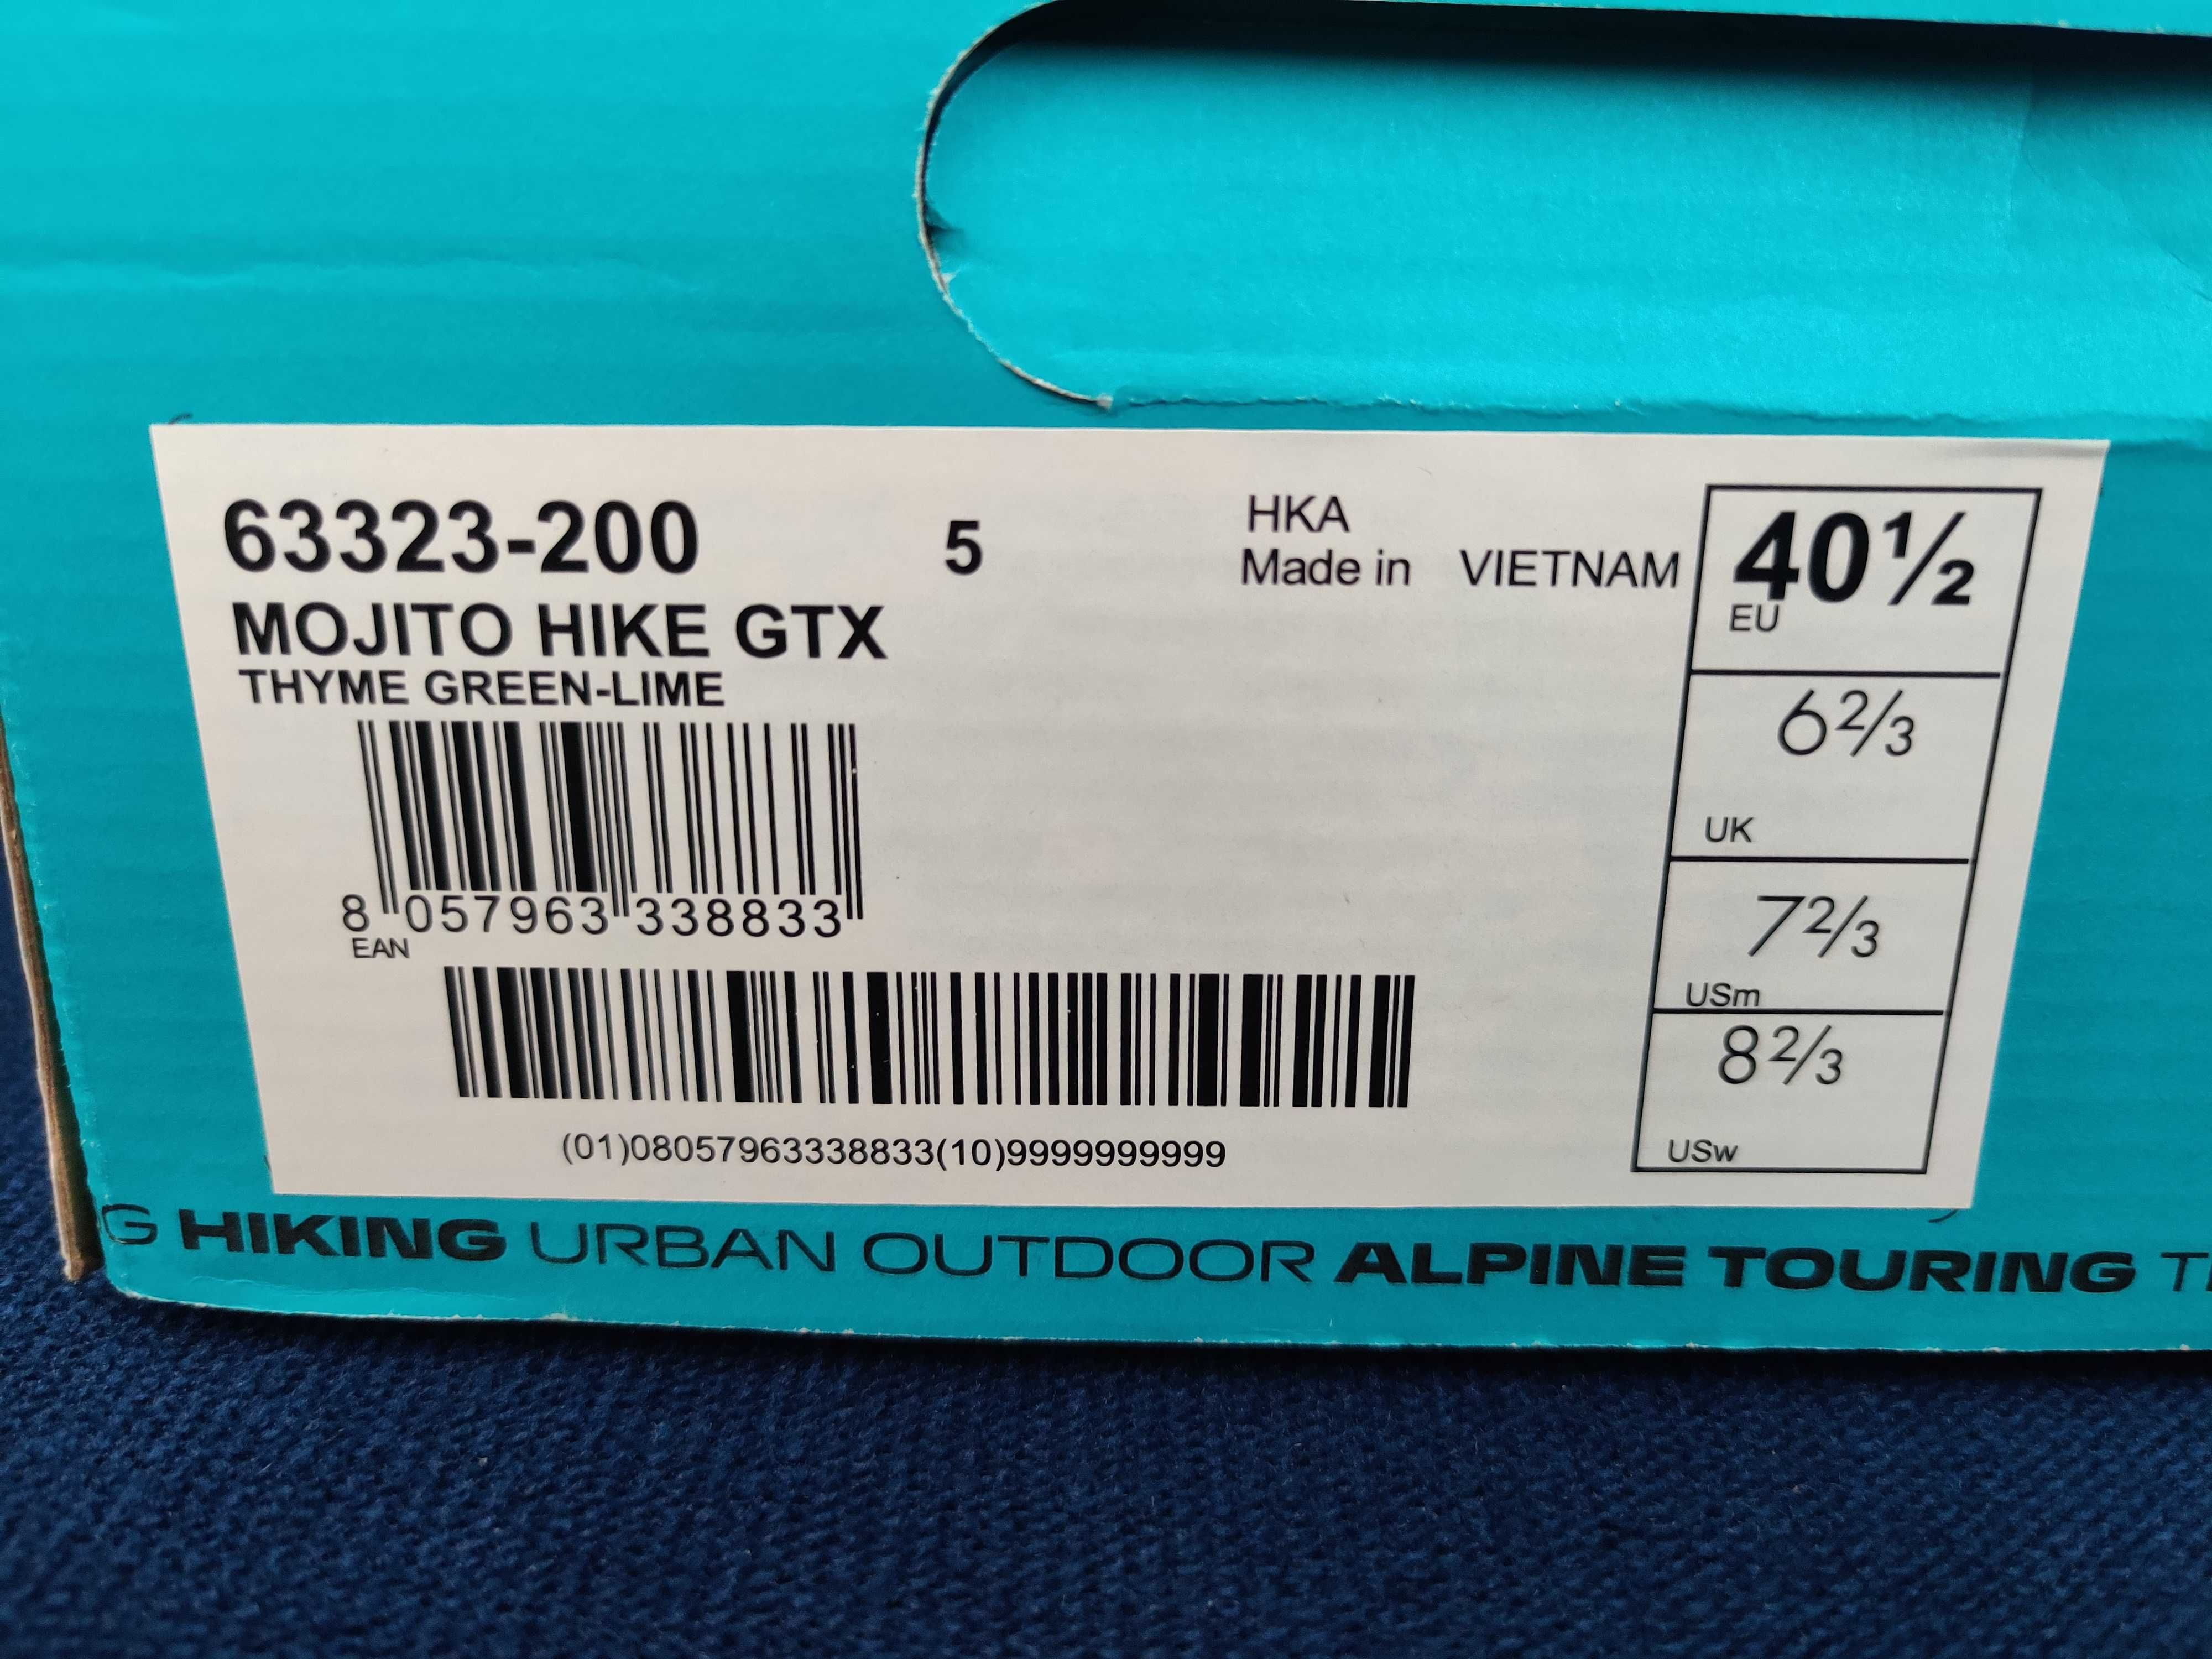 63323-200 5
MOJITO HIKE GTX
THYME GREEN-LIME
8 057963 338833
EAN
(01)08057963338833(10)9999999999
HKA
Made in VIETNAM
40½
EU
6⅔
UK
7⅔
USm
8⅔
USw
G HIKING URBAN OUTDOOR ALPINE TOURING